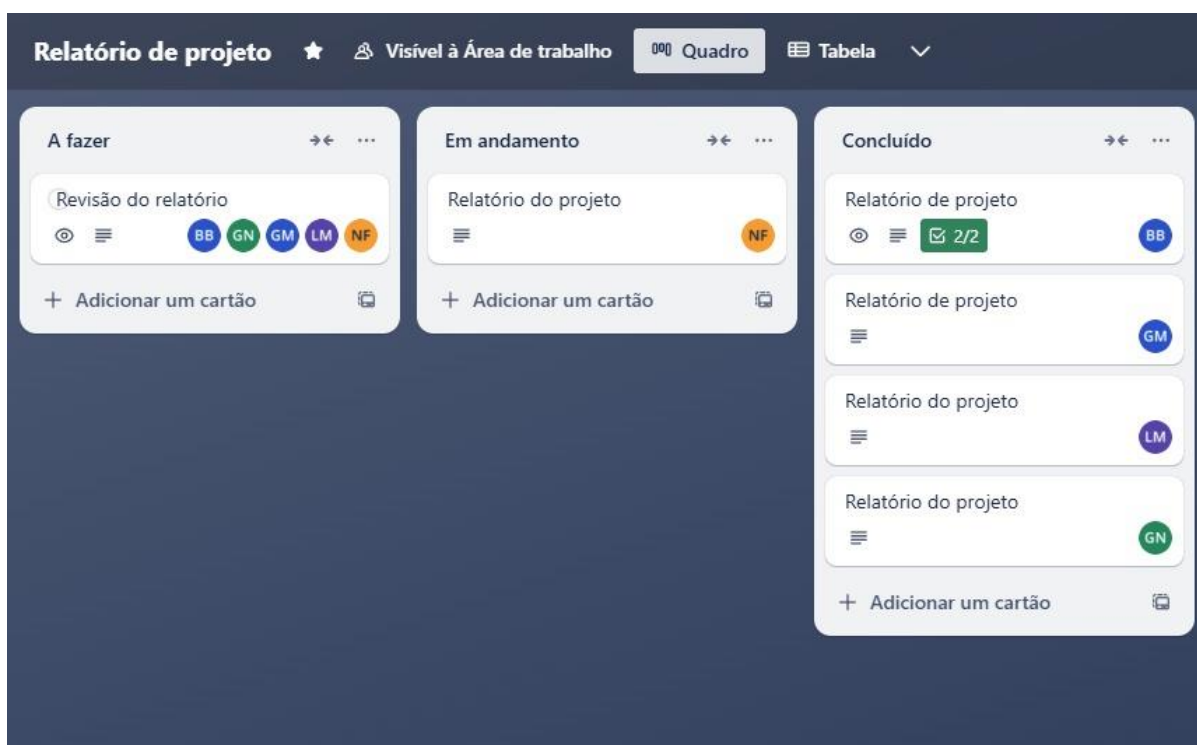 Relatório de projeto Visível à Área de trabalho Quadro Tabela
A fazer
Revisão do relatório
BB GN GM LM NF
+ Adicionar um cartão
Em andamento
Relatório do projeto
NF
+ Adicionar um cartão
Concluído
Relatório de projeto
2/2 BB
Relatório de projeto
GM
Relatório do projeto
LM
Relatório do projeto
GN
+ Adicionar um cartão